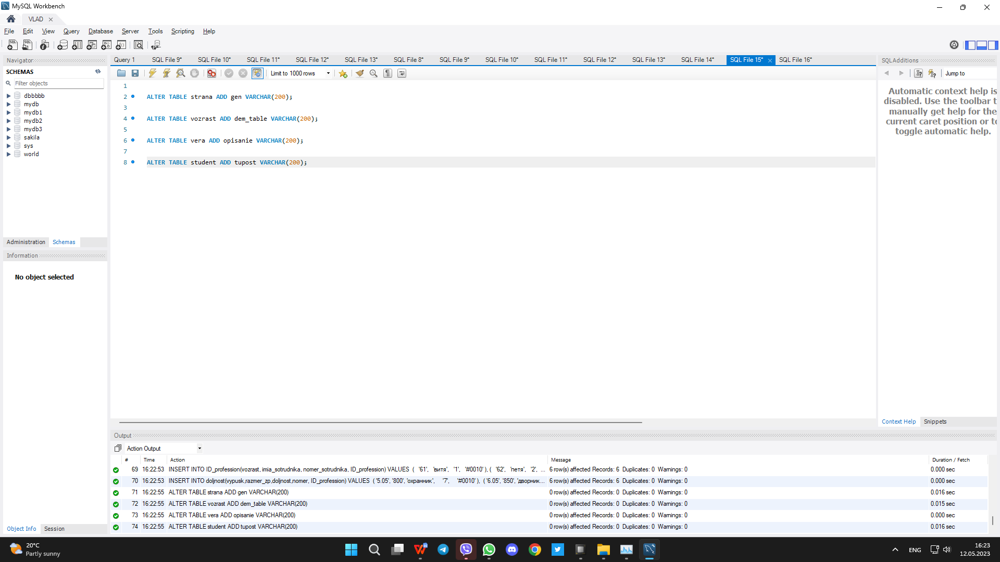 MySQL Workbench
VLAD
File Edit View Query Database Server Tools Scripting Help
Navigator
SCHEMAS
Filter objects
dbbbbb
mydb
mydb1
mydb2
mydb3
sakila
sys
world
Administration Schemas
Information
No object selected
Object Info Session
Query 1 SQL File 9* SQL File 10* SQL File 11* SQL File 12* SQL File 13* SQL File 8* SQL File 9* SQL File 10* SQL File 11* SQL File 12* SQL File 13* SQL File 14* SQL File 15* SQL File 16*
Limit to 1000 rows
1
2 ALTER TABLE strana ADD gen VARCHAR(200);
3
4 ALTER TABLE vozrast ADD dem_table VARCHAR(200);
5
6 ALTER TABLE vera ADD opisanie VARCHAR(200);
7
8 ALTER TABLE student ADD tupost VARCHAR(200);
SQLAdditions
Jump to
Automatic context help is
disabled. Use the toolbar t
manually get help for the
current caret position or to
toggle automatic help.
Context Help Snippets
Output
Action Output
# Time Action Message Duration / Fetch
69 16:22:53 INSERT INTO ID_profession(vozrast, imia_sotrudnika, nomer_sotrudnika, ID_profession) VALUES ( '61', 'витя', '1', '#0010' ), ( '62', 'петя', '2', ... 6 row(s) affected Records: 6 Duplicates: 0 Warnings: 0 0.000 sec
70 16:22:53 INSERT INTO doljnost(vypusk,razmer_zp,doljnost,nomer, ID_profession) VALUES ( '5.05', '800', 'охранник', '7', '#0010' ), ( '6.05', '850', 'дворник... 6 row(s) affected Records: 6 Duplicates: 0 Warnings: 0 0.000 sec
71 16:22:55 ALTER TABLE strana ADD gen VARCHAR(200) 0 row(s) affected Records: 0 Duplicates: 0 Warnings: 0 0.016 sec
72 16:22:55 ALTER TABLE vozrast ADD dem_table VARCHAR(200) 0 row(s) affected Records: 0 Duplicates: 0 Warnings: 0 0.015 sec
73 16:22:55 ALTER TABLE vera ADD opisanie VARCHAR(200) 0 row(s) affected Records: 0 Duplicates: 0 Warnings: 0 0.000 sec
74 16:22:55 ALTER TABLE student ADD tupost VARCHAR(200) 0 row(s) affected Records: 0 Duplicates: 0 Warnings: 0 0.016 sec
20°C
Partly sunny
ENG
16:23
12.05.2023